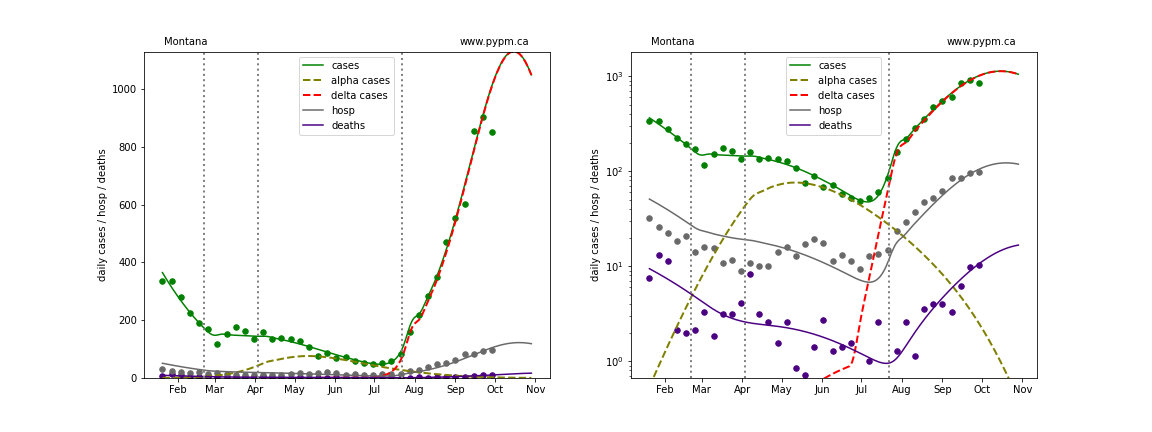 Montana www.pypm.ca
daily cases / hosp / deaths
1000
800
600
400
200
0
cases
alpha cases
delta cases
hosp
deaths
Feb Mar Apr May Jun Jul Aug Sep Oct Nov
Montana www.pypm.ca
daily cases / hosp / deaths
10³
10²
10¹
10⁰
cases
alpha cases
delta cases
hosp
deaths
Feb Mar Apr May Jun Jul Aug Sep Oct Nov